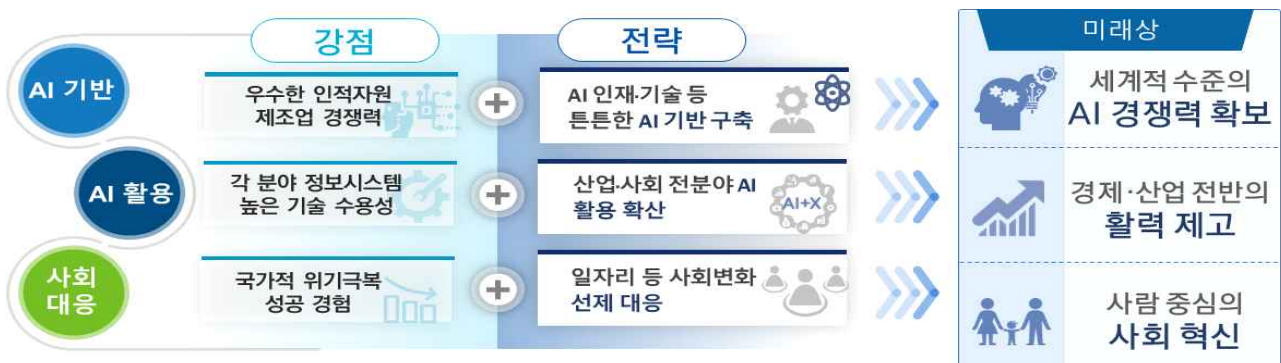 강점
전략
미래상
AI 기반
우수한 인적자원
제조업 경쟁력
AI 인재·기술 등
튼튼한 AI 기반 구축
세계적 수준의
AI 경쟁력 확보
AI 활용
각 분야 정보시스템
높은 기술 수용성
산업·사회 전분야 AI
활용 확산
AI+X
경제·산업 전반의
활력 제고
사회
대응
국가적 위기극복
성공 경험
일자리 등 사회변화
선제 대응
사람 중심의
사회 혁신